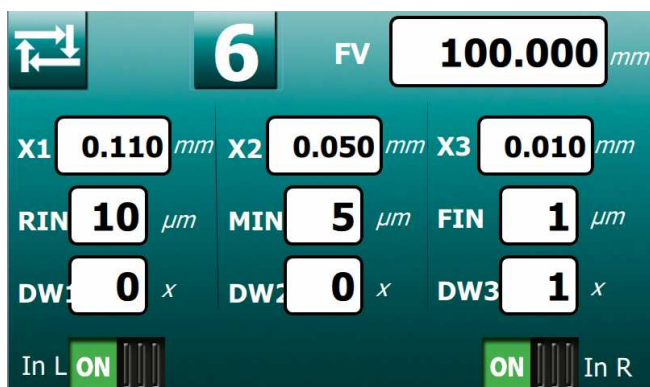 6 FV 100.000 mm
X1 0.110 mm X2 0.050 mm X3 0.010 mm
RIN 10 µm MIN 5 µm FIN 1 µm
DW1 0 x DW2 0 x DW3 1 x
In L ON ON In R